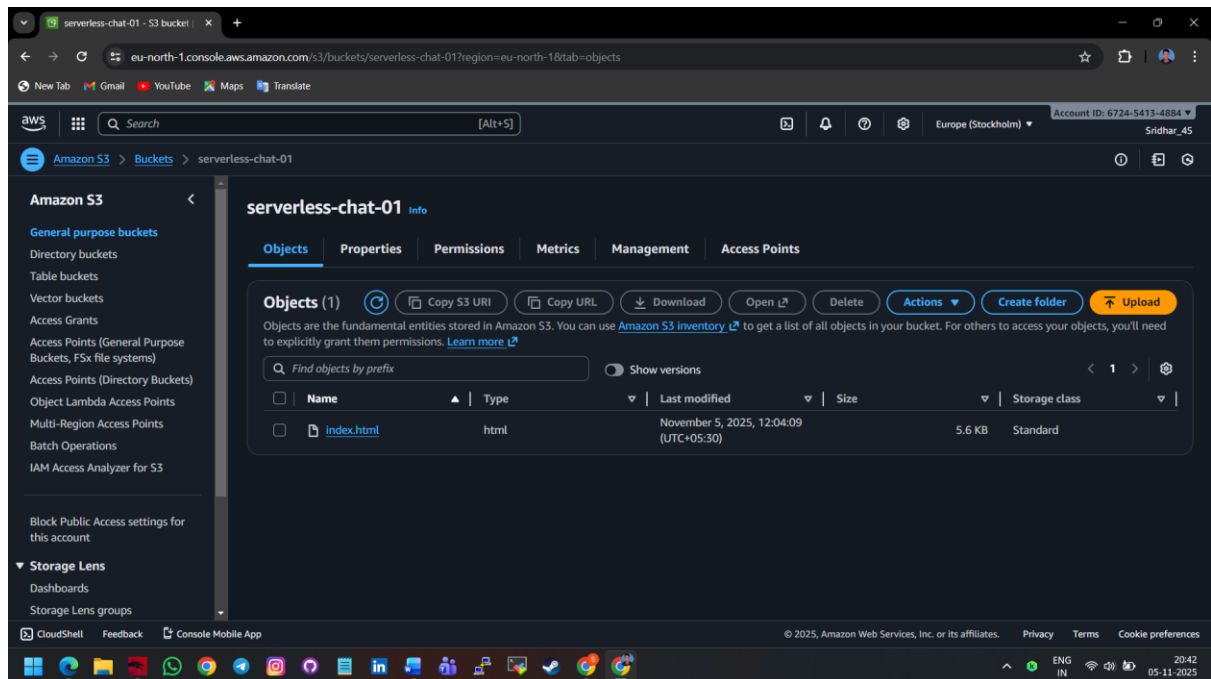 serverless-chat-01 - S3 bucket
eu-north-1.console.aws.amazon.com/s3/buckets/serverless-chat-01?region=eu-north-1&tab=objects
New Tab Gmail YouTube Maps Translate
aws Search [Alt+S] Europe (Stockholm) Account ID: 6724-5413-4884
Sridhar_45
Amazon S3 > Buckets > serverless-chat-01
Amazon S3
General purpose buckets
Directory buckets
Table buckets
Vector buckets
Access Grants
Access Points (General Purpose
Buckets, FSx file systems)
Access Points (Directory Buckets)
Object Lambda Access Points
Multi-Region Access Points
Batch Operations
IAM Access Analyzer for S3
Block Public Access settings for
this account
Storage Lens
Dashboards
Storage Lens groups
serverless-chat-01 Info
Objects Properties Permissions Metrics Management Access Points
Objects (1) Copy S3 URI Copy URL Download Open Delete Actions Create folder Upload
Objects are the fundamental entities stored in Amazon S3. You can use Amazon S3 inventory to get a list of all objects in your bucket. For others to access your objects, you'll need
to explicitly grant them permissions. Learn more
Find objects by prefix Show versions 1
Name Type Last modified Size Storage class
index.html html November 5, 2025, 12:04:09 5.6 KB Standard
(UTC+05:30)
CloudShell Feedback Console Mobile App © 2025, Amazon Web Services, Inc. or its affiliates. Privacy Terms Cookie preferences
ENG 20:42
IN 05-11-2025